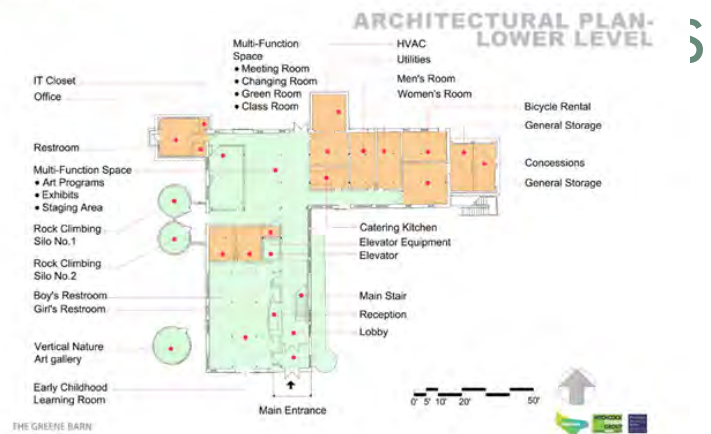 ARCHITECTURAL PLAN-
LOWER LEVEL
S
Multi-Function
Space
• Meeting Room
• Changing Room
• Green Room
• Class Room
HVAC
Utilities
Men's Room
Women's Room
IT Closet
Office
Bicycle Rental
General Storage
Restroom
Multi-Function Space
• Art Programs
• Exhibits
• Staging Area
Concessions
General Storage
Rock Climbing
Silo No.1
Catering Kitchen
Elevator Equipment
Elevator
Rock Climbing
Silo No.2
Boy's Restroom
Girl's Restroom
Main Stair
Reception
Lobby
Vertical Nature
Art gallery
Early Childhood
Learning Room
Main Entrance
0' 5' 10' 20' 50'
THE GREENE BARN